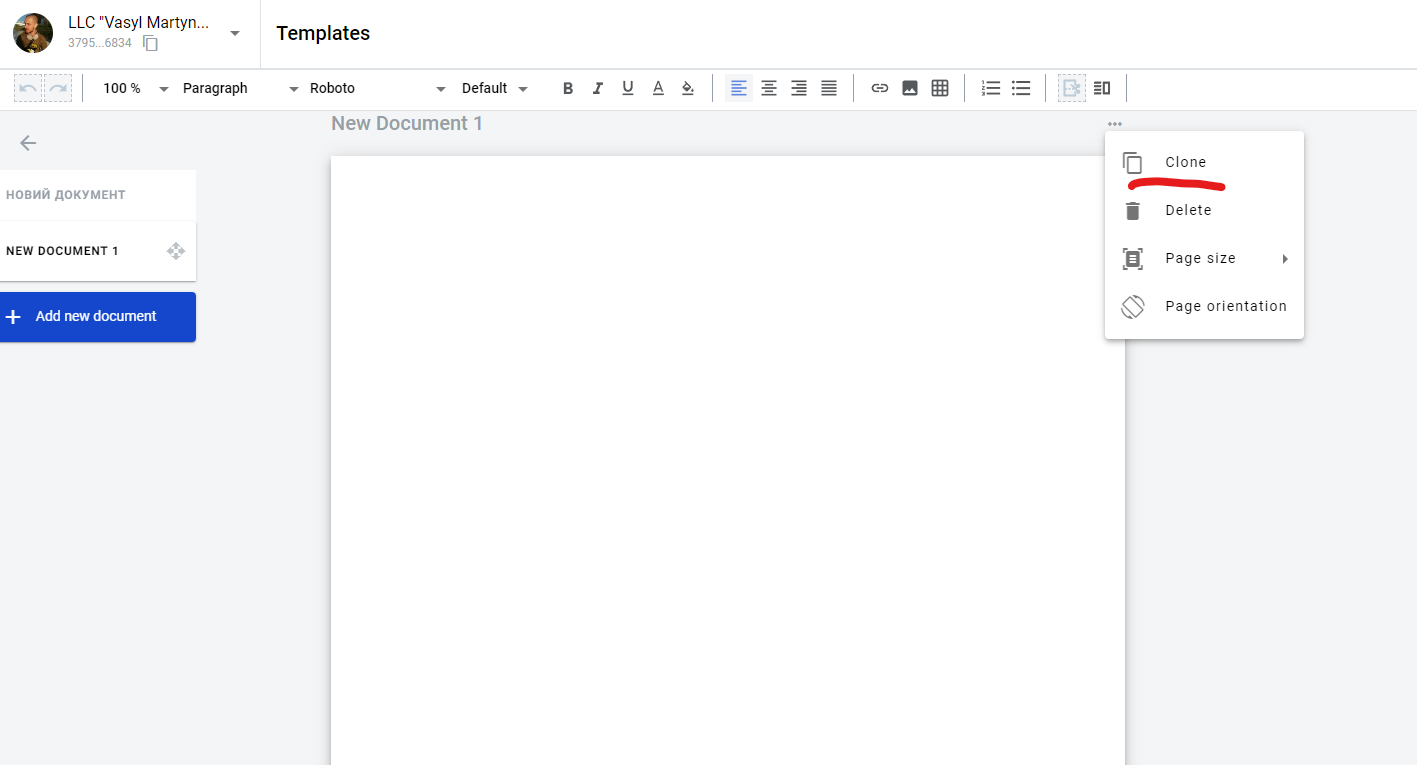 LLC "Vasyl Martyn...
3795...6834
Templates
100 % Paragraph Roboto Default B I U A
New Document 1
НОВИЙ ДОКУМЕНТ
NEW DOCUMENT 1
+ Add new document
Clone
Delete
Page size
Page orientation